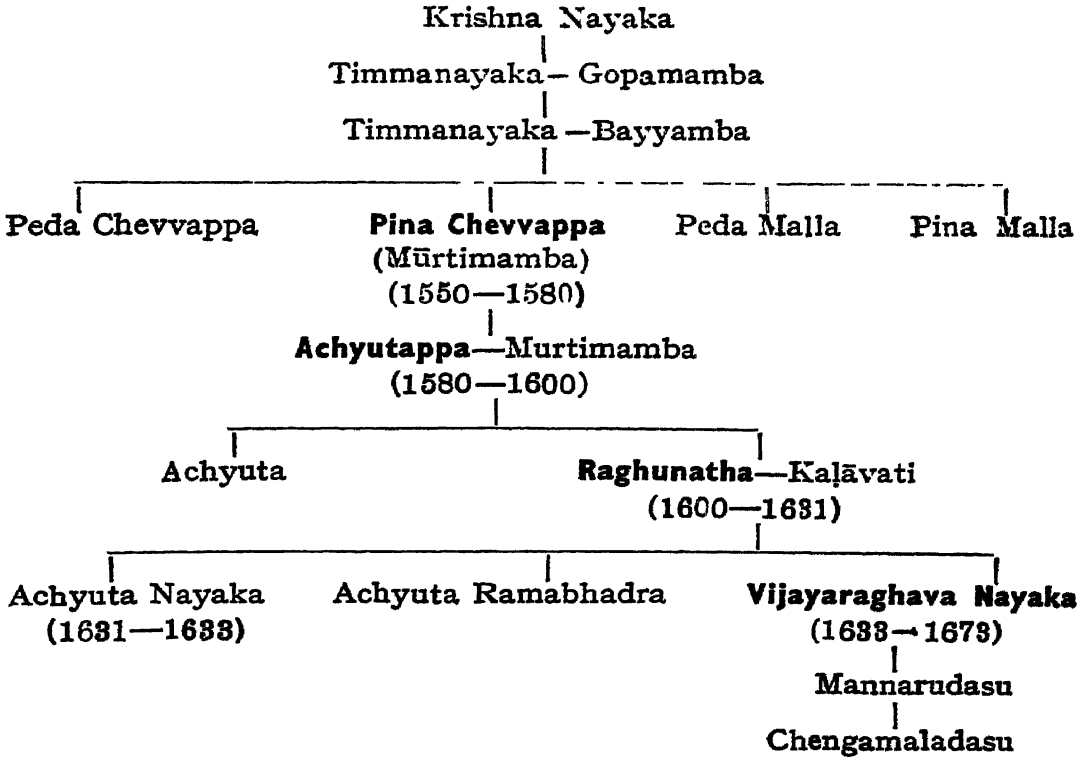 Krishna Nayaka
Timmanayaka— Gopamamba
Timmanayaka —Bayyamba
Peda Chevvappa Pina Chevvappa Peda Malla Pina Malla
(Mūrtimamba)
(1550—1580)
Achyutappa—Murtimamba
(1580—1600)
Achyuta Raghunatha—Kaḷāvati
(1600—1631)
Achyuta Nayaka Achyuta Ramabhadra Vijayaraghava Nayaka
(1631—1633) (1633—1673)
Mannarudasu
Chengamaladasu